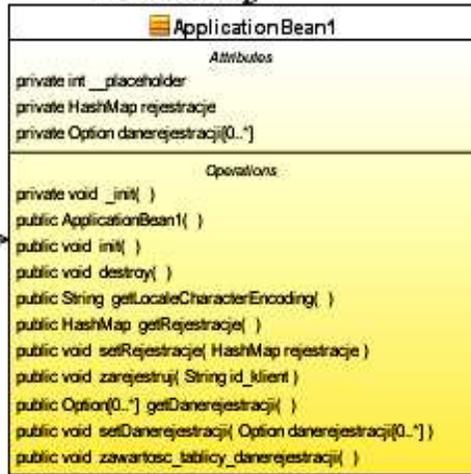 ApplicationBean1
Attributes
private int __placeholder
private HashMap rejestracje
private Option danerejestracji[0..*]
Operations
private void _init( )
public ApplicationBean1( )
public void init( )
public void destroy( )
public String getLocaleCharacterEncoding( )
public HashMap getRejestracje( )
public void setRejestracje( HashMap rejestracje )
public void zarejestruj( String id_klient )
public Option[0..*] getDanerejestracji( )
public void setDanerejestracji( Option danerejestracji[0..*] )
public void zawartosc_tablicy_danerejestracji( )